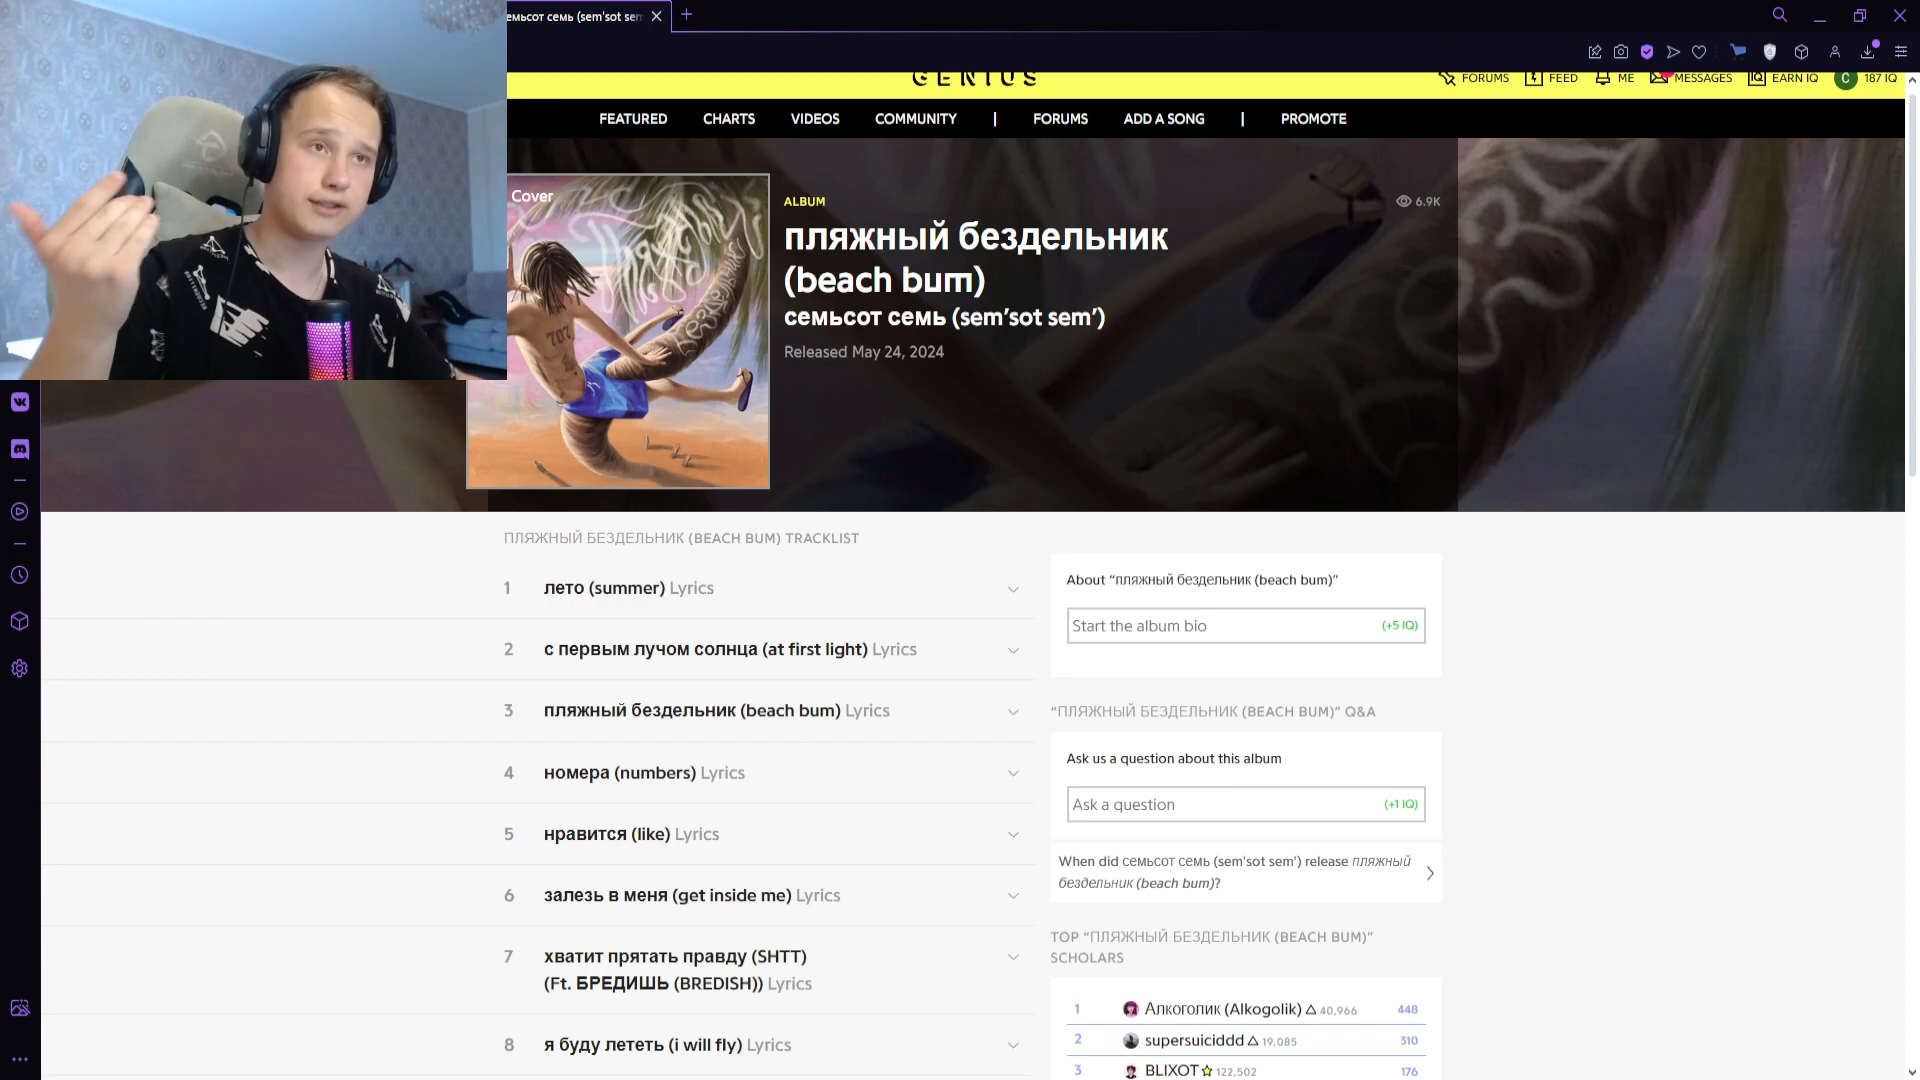 емьсот семь (sem'sot sem
GENIUS
FORUMS
FEED
ME
MESSAGES
EARN IQ
C
187 IQ
FEATURED
CHARTS
VIDEOS
COMMUNITY
|
FORUMS
ADD A SONG
|
PROMOTE
Cover
707
ALBUM
6.9K
пляжный бездельник
(beach bum)
семьсот семь (sem’sot sem’)
Released May 24, 2024
ПЛЯЖНЫЙ БЕЗДЕЛЬНИК (BEACH BUM) TRACKLIST
1 лето (summer) Lyrics
2 с первым лучом солнца (at first light) Lyrics
3 пляжный бездельник (beach bum) Lyrics
4 номера (numbers) Lyrics
5 нравится (like) Lyrics
6 залезь в меня (get inside me) Lyrics
7 хватит прятать правду (SHTT)
(Ft. БРЕДИШЬ (BREDISH)) Lyrics
8 я буду лететь (i will fly) Lyrics
About “пляжный бездельник (beach bum)”
Start the album bio (+5 IQ)
“ПЛЯЖНЫЙ БЕЗДЕЛЬНИК (BEACH BUM)” Q&A
Ask us a question about this album
Ask a question (+1 IQ)
When did семьсот семь (sem'sot sem') release пляжный
бездельник (beach bum)?
TOP “ПЛЯЖНЫЙ БЕЗДЕЛЬНИК (BEACH BUM)”
SCHOLARS
1 Алкоголик (Alkogolik) 40,966 448
2 supersuiciddd 19,085 310
3 BLIXOT 122,502 176